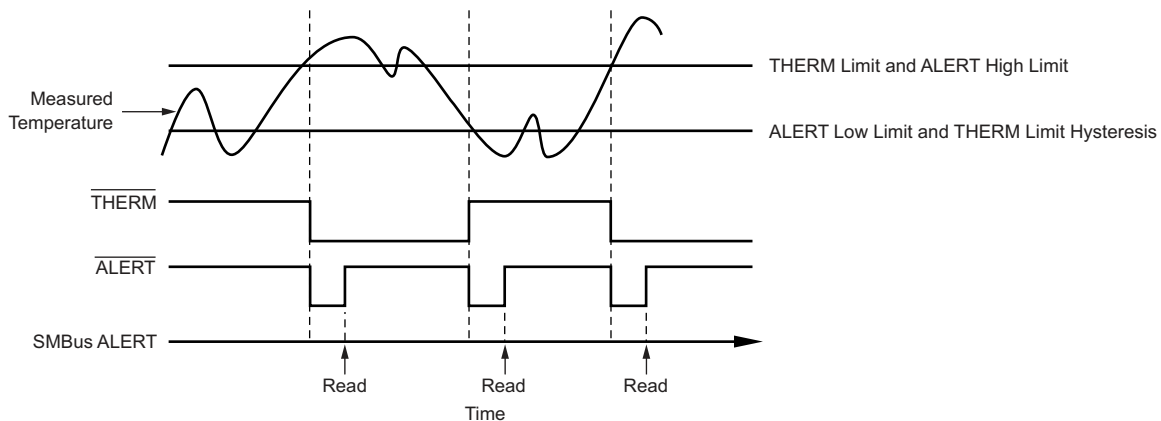 THERM Limit and ALERT High Limit
Measured
Temperature
ALERT Low Limit and THERM Limit Hysteresis
THERM
ALERT
SMBus ALERT
Read
Read
Read
Time